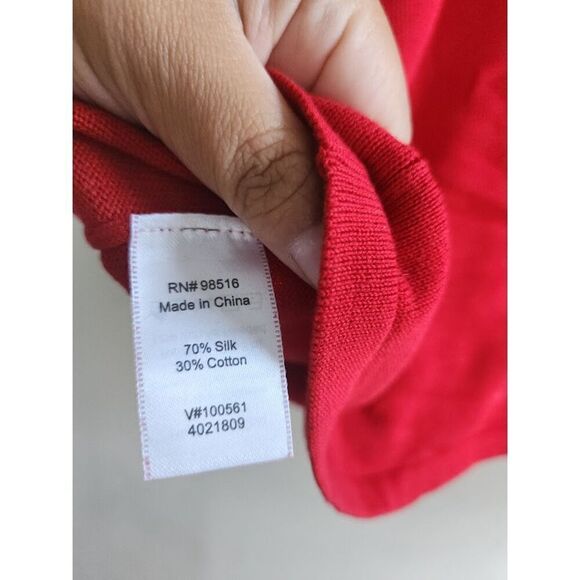 RN# 98516
Made in China
70% Silk
30% Cotton
V#100561
4021809